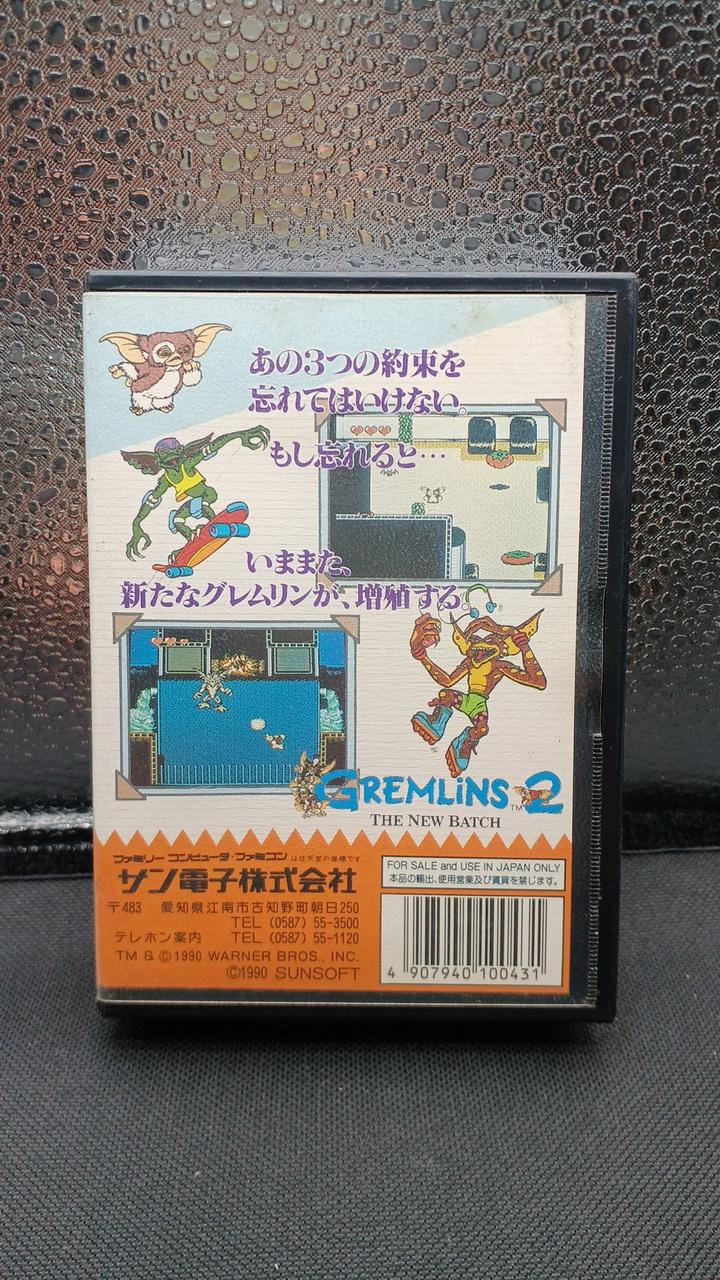 あの3つの約束を
忘れてはいけない。
もし忘れると…
いままた、
新たなグレムリンが、増殖する。
GREMLINS 2
TM
THE NEW BATCH
ファミリーコンピュータ・ファミコンは任天堂の商標です。
サン電子株式会社
〒483 愛知県江南市古知野町朝日250
TEL (0587) 55-3500
テレホン案内 TEL (0587) 55-1120
TM & ©1990 WARNER BROS., INC.
©1990 SUNSOFT
FOR SALE and USE IN JAPAN ONLY
本品の輸出、使用営業及び賃貸を禁じます。
4 907940 100431